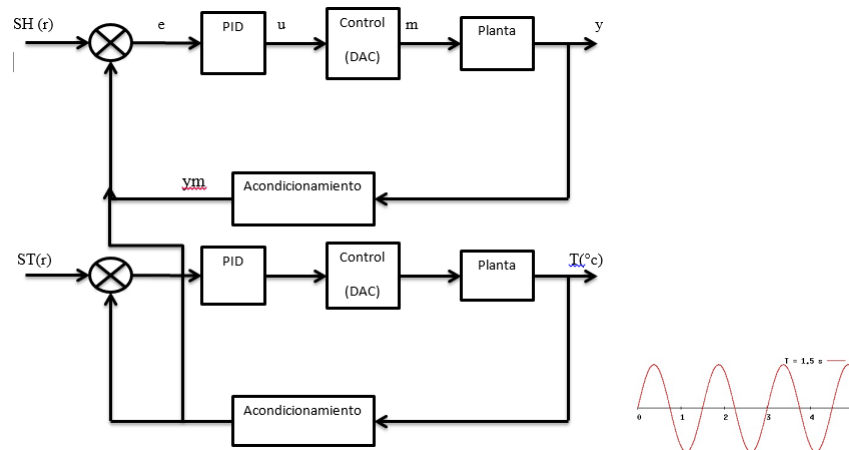 SH (r)
e
PID
u
Control
(DAC)
m
Planta
y
ym
Acondicionamiento
ST(r)
PID
Control
(DAC)
Planta
T(°c)
Acondicionamiento
T = 1.5 s
0 1 2 3 4